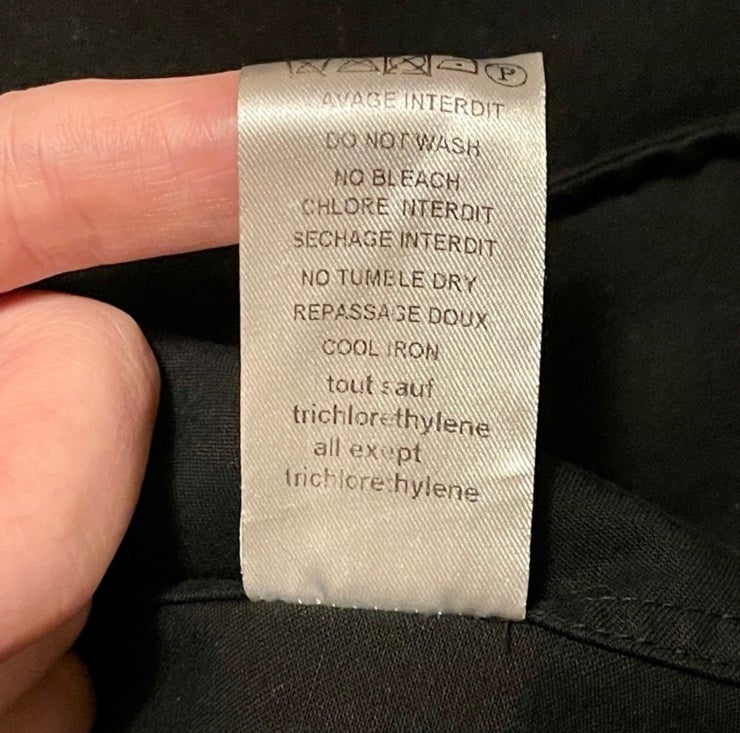 P
LAVAGE INTERDIT
DO NOT WASH
NO BLEACH
CHLORE INTERDIT
SECHAGE INTERDIT
NO TUMBLE DRY
REPASSAGE DOUX
COOL IRON
tout sauf
trichlorethylene
all exept
trichlorethylene